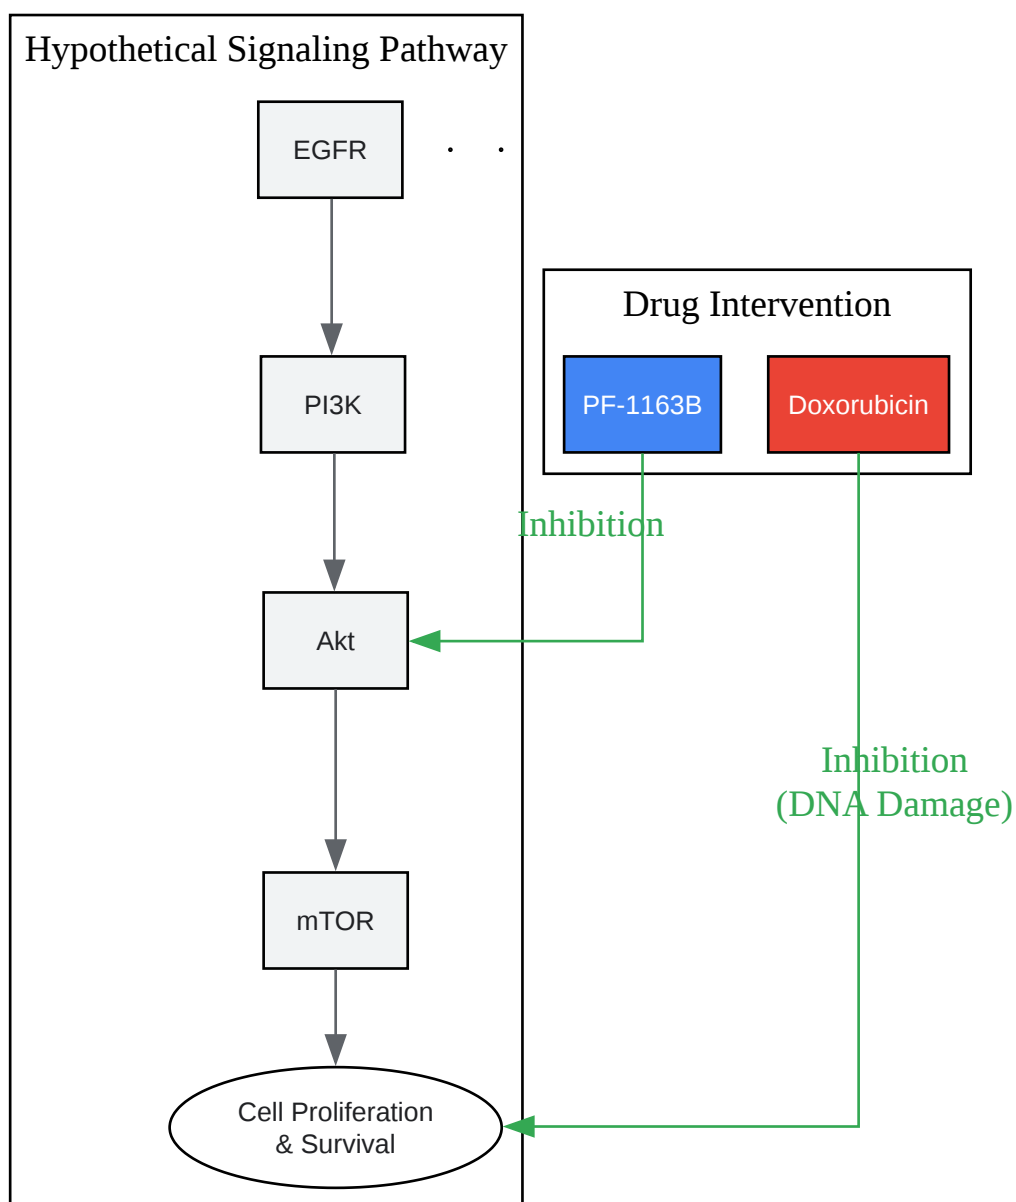 Hypothetical Signaling Pathway
EGFR
Drug Intervention
PI3K
PF-1163B
Doxorubicin
Inhibition
Akt
Inhibition
(DNA Damage)
mTOR
Cell Proliferation
& Survival